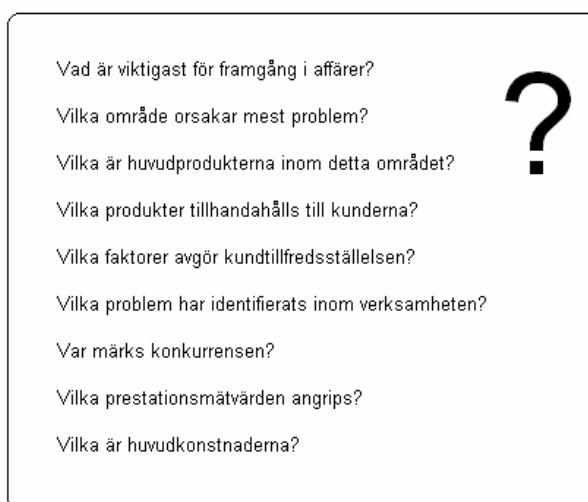 Vad är viktigast för framgång i affärer?
Vilka område orsakar mest problem?
Vilka är huvudprodukterna inom detta området?
Vilka produkter tillhandahålls till kunderna?
Vilka faktorer avgör kundtillfredsställelsen?
Vilka problem har identifierats inom verksamheten?
Var märks konkurrensen?
Vilka prestationsmätvärden angrips?
Vilka är huvudkonstnaderna?
?